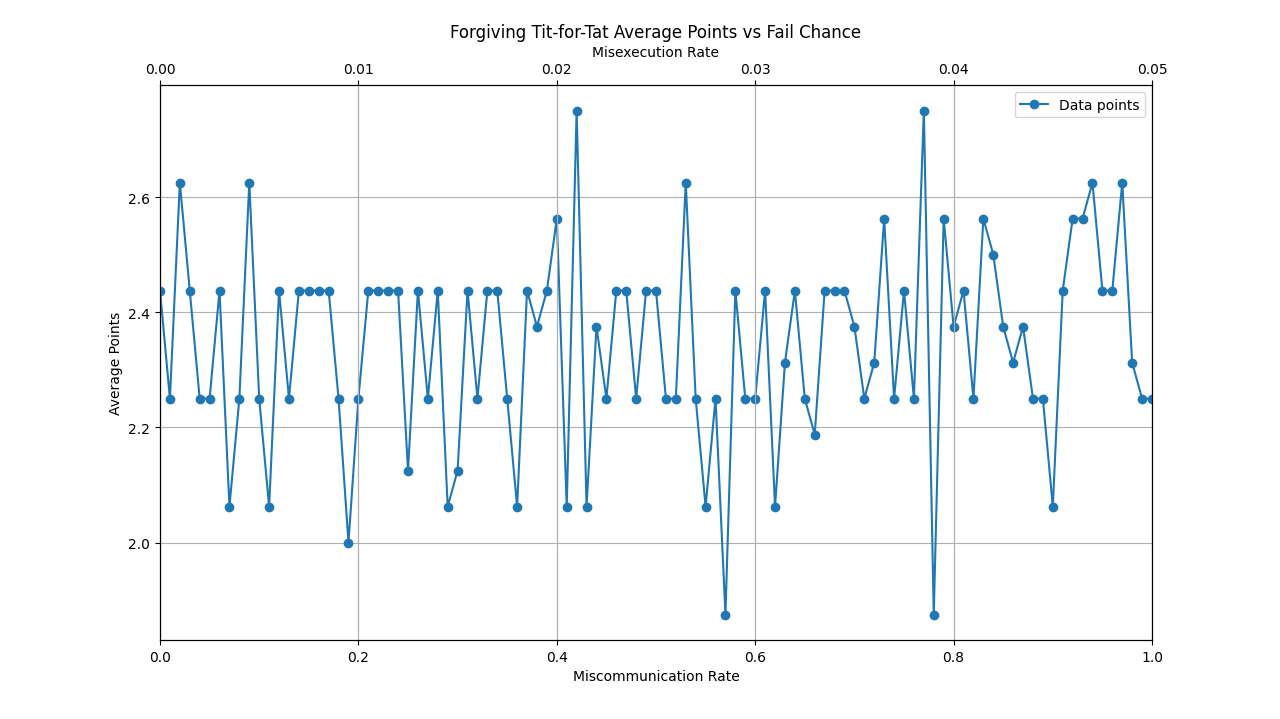 Forgiving Tit-for-Tat Average Points vs Fail Chance
Misexecution Rate
0.00 0.01 0.02 0.03 0.04 0.05
Data points
2.6
2.4
2.2
2.0
Average Points
0.0 0.2 0.4 0.6 0.8 1.0
Miscommunication Rate